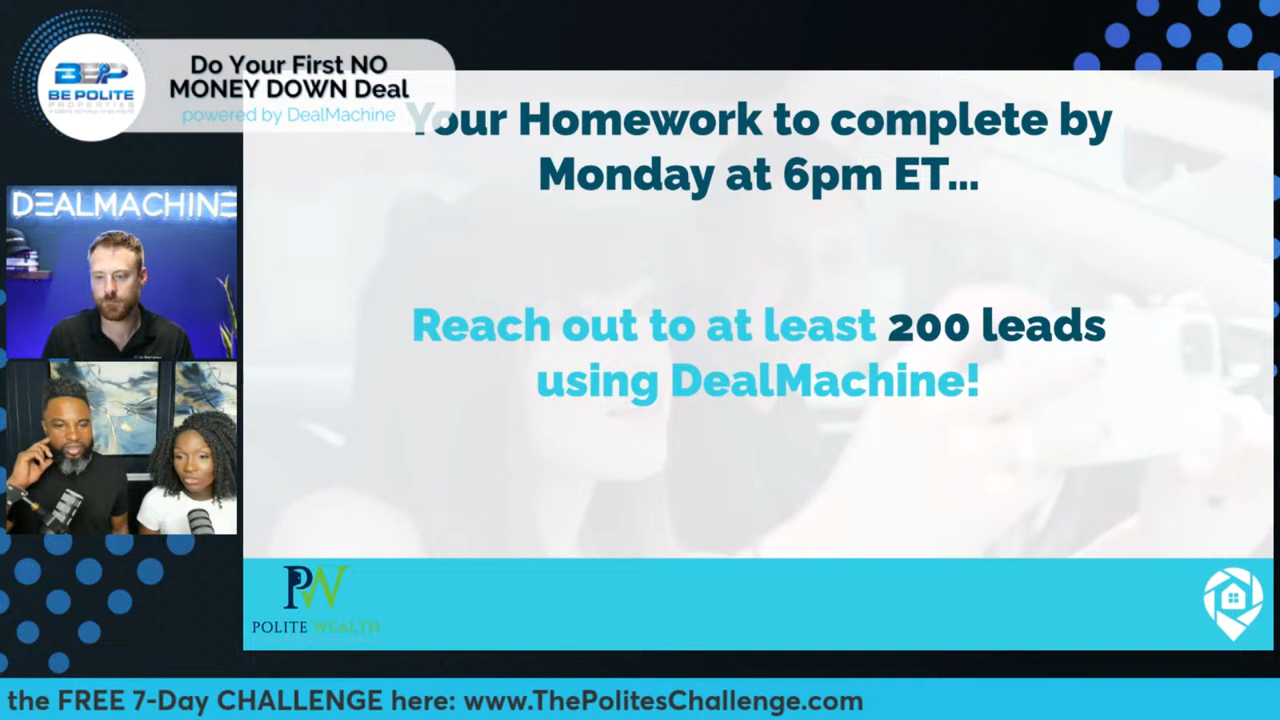 BEP
BE POLITE
PROPERTIES
Do Your First NO
MONEY DOWN Deal
powered by DealMachine
Your Homework to complete by
Monday at 6pm ET...
DEALMACHINE
Reach out to at least 200 leads
using DealMachine!
PW
POLITE WEALTH
the FREE 7-Day CHALLENGE here: www.ThePolitesChallenge.com